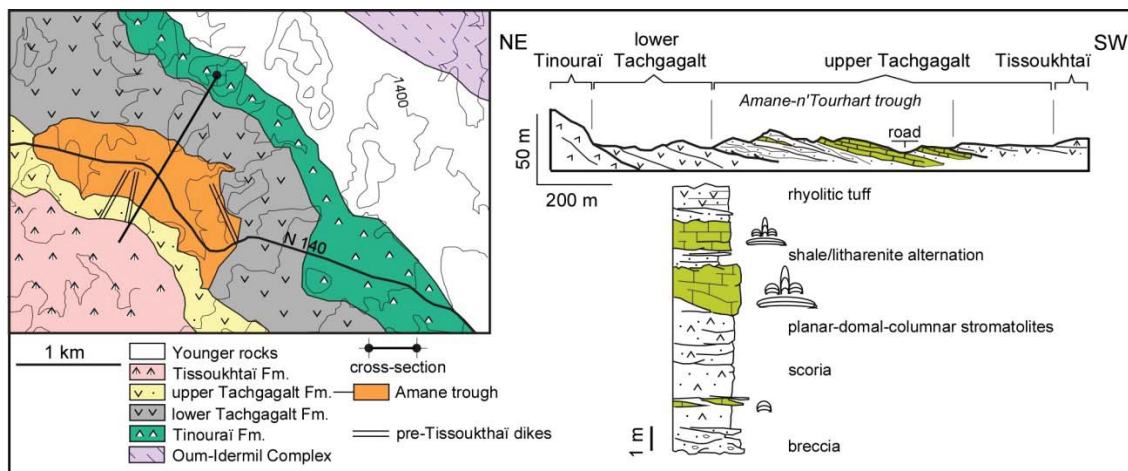 1400
N 140
1 km
Younger rocks
Tissoukhtaï Fm.
upper Tachgagalt Fm.
lower Tachgagalt Fm.
Tinouraï Fm.
Oum-Idermil Complex
cross-section
Amane trough
pre-Tissoukthaï dikes
NE
SW
Tinouraï
lower
Tachgagalt
upper Tachgagalt
Tissoukhtaï
Amane-n'Tourhart trough
road
50 m
200 m
rhyolitic tuff
shale/litharenite alternation
planar-domal-columnar stromatolites
scoria
breccia
1 m